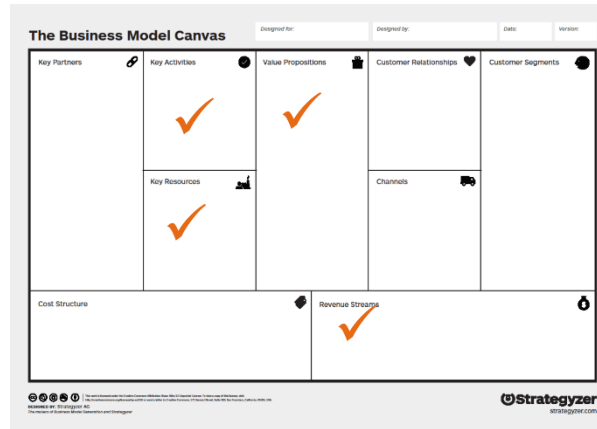 The Business Model Canvas
Designed for:
Designed by:
Date:
Version:
Key Partners
Key Activities
Value Propositions
Customer Relationships
Customer Segments
Key Resources
Channels
Cost Structure
Revenue Streams
DESIGNED BY: Strategyzer AG
The makers of Business Model Generation and Strategyzer
Strategyzer
strategyzer.com